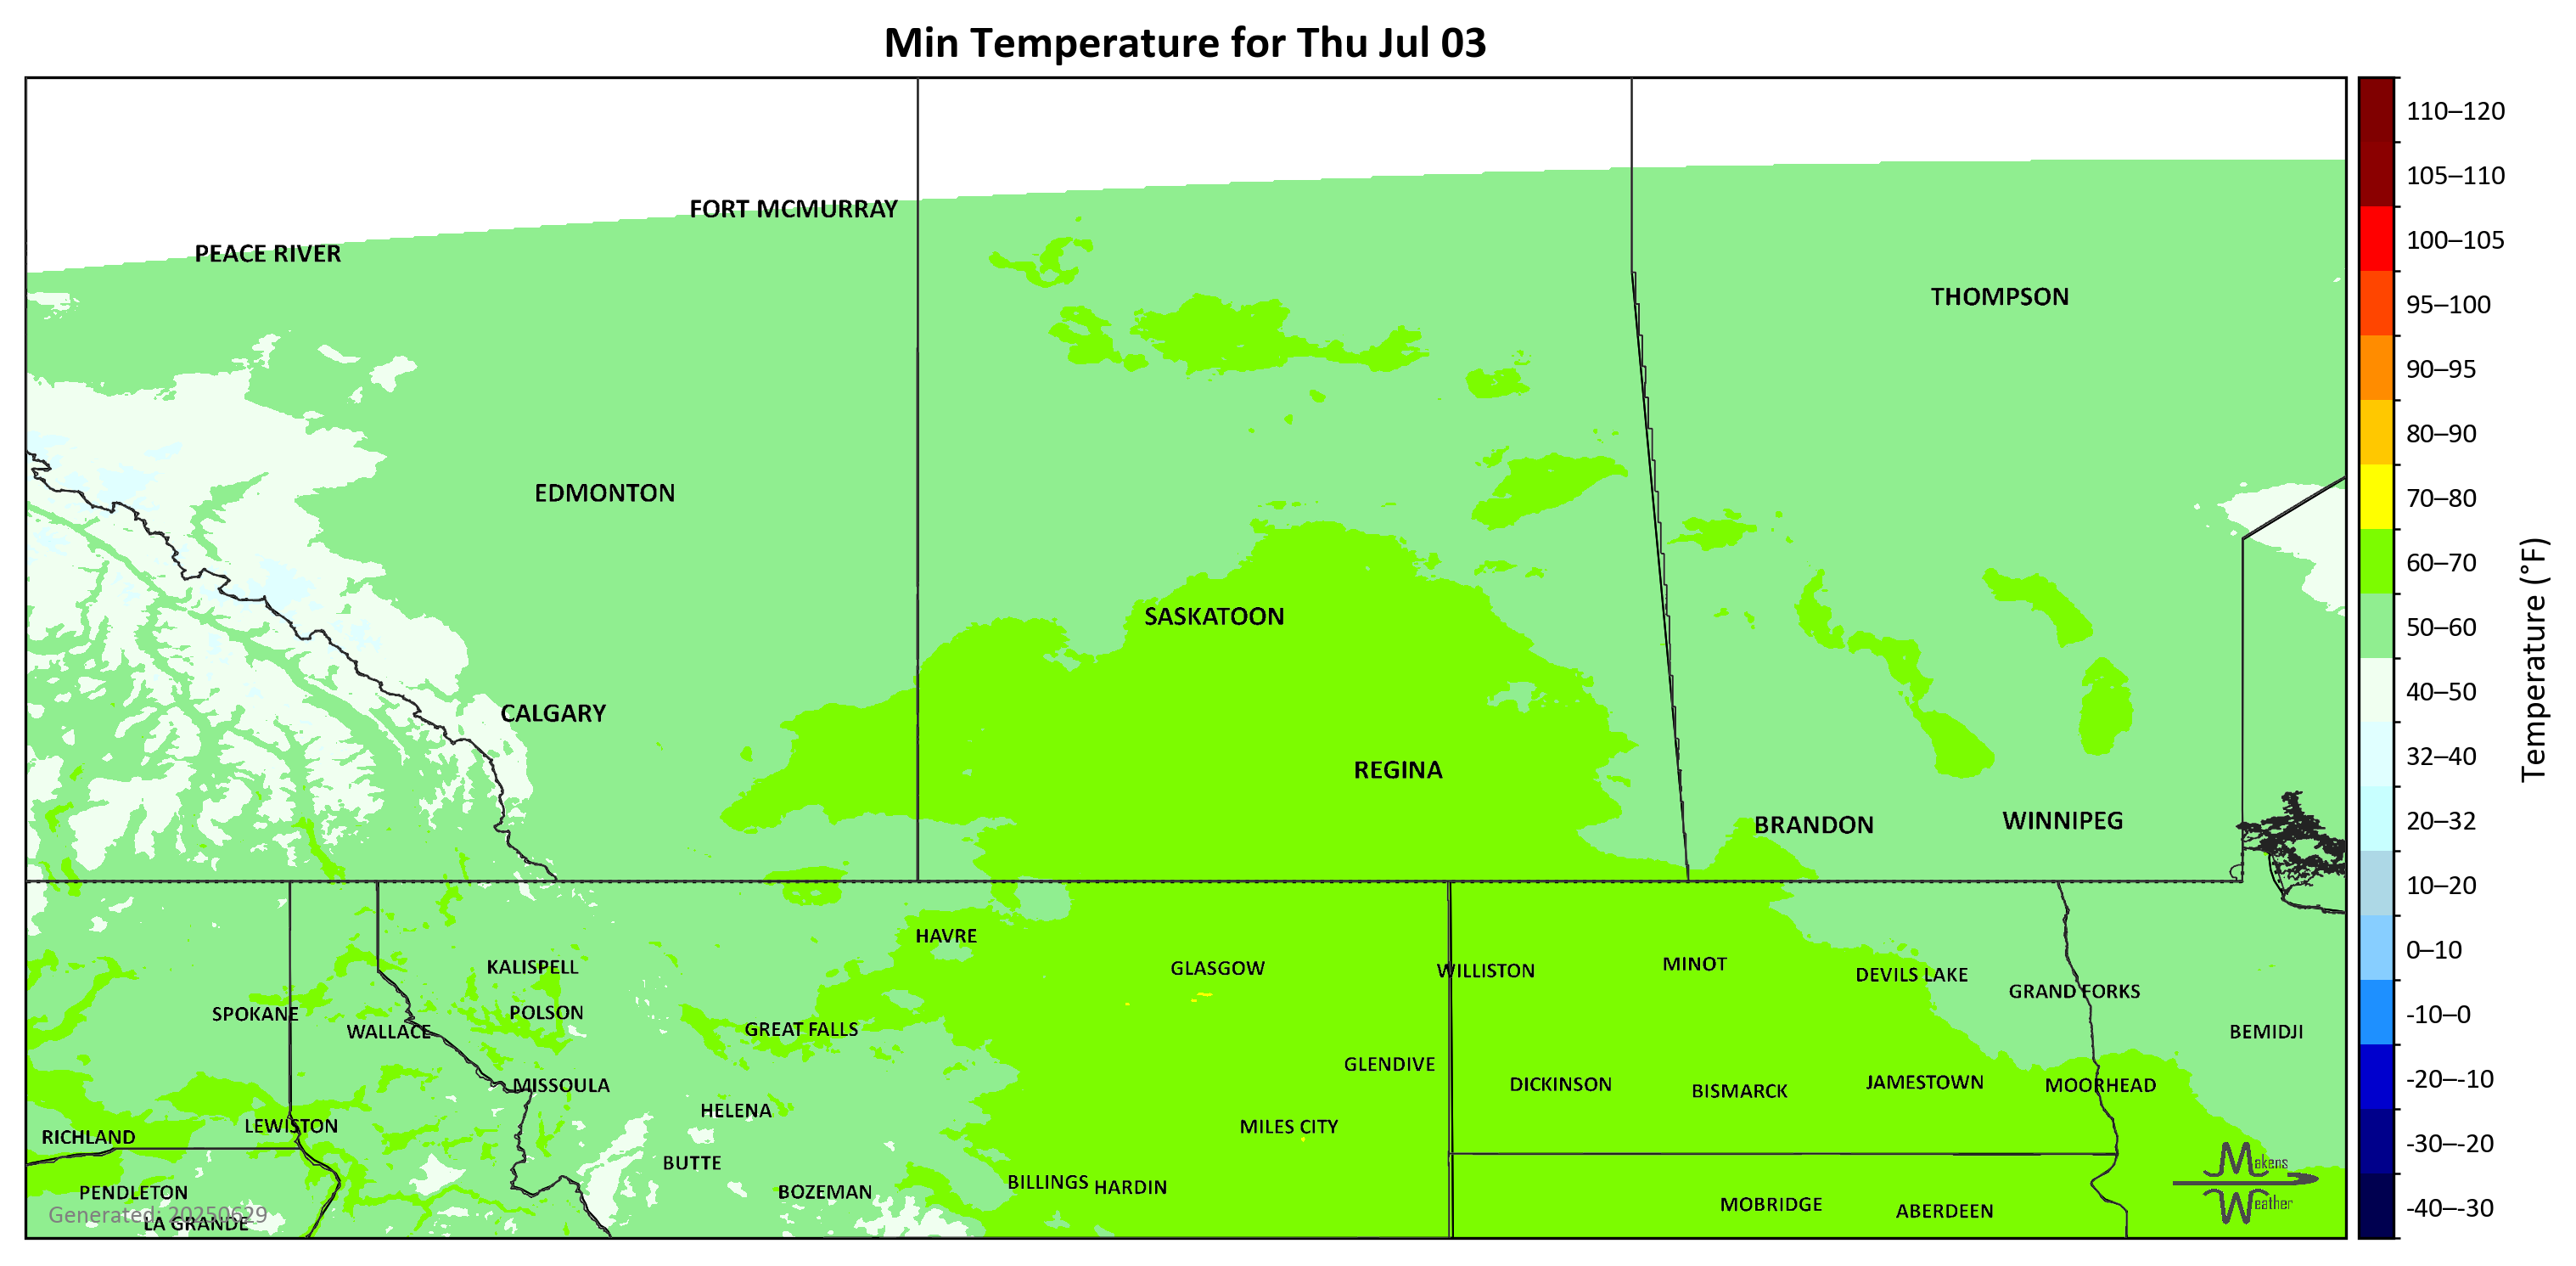 Min Temperature for Thu Jul 03
110–120
105–110
FORT MCMURRAY
100–105
PEACE RIVER
THOMPSON
95–100
90–95
80–90
EDMONTON
70–80
60–70
SASKATOON
50–60
Temperature (°F)
40–50
CALGARY
32–40
REGINA
BRANDON
WINNIPEG
20–32
10–20
HAVRE
0–10
KALISPELL
GLASGOW
WILLISTON
MINOT
DEVILS LAKE
GRAND FORKS
SPOKANE
POLSON
-10–0
WALLACE
GREAT FALLS
BEMIDJI
GLENDIVE
-20–-10
MISSOULA
DICKINSON
BISMARCK
JAMESTOWN
MOORHEAD
HELENA
LEWISTON
MILES CITY
RICHLAND
-30–-20
BUTTE
Makens
Weather
PENDLETON
BOZEMAN
BILLINGS
HARDIN
MOBRIDGE
ABERDEEN
-40–-30
Generated: 20250629
LA GRANDE